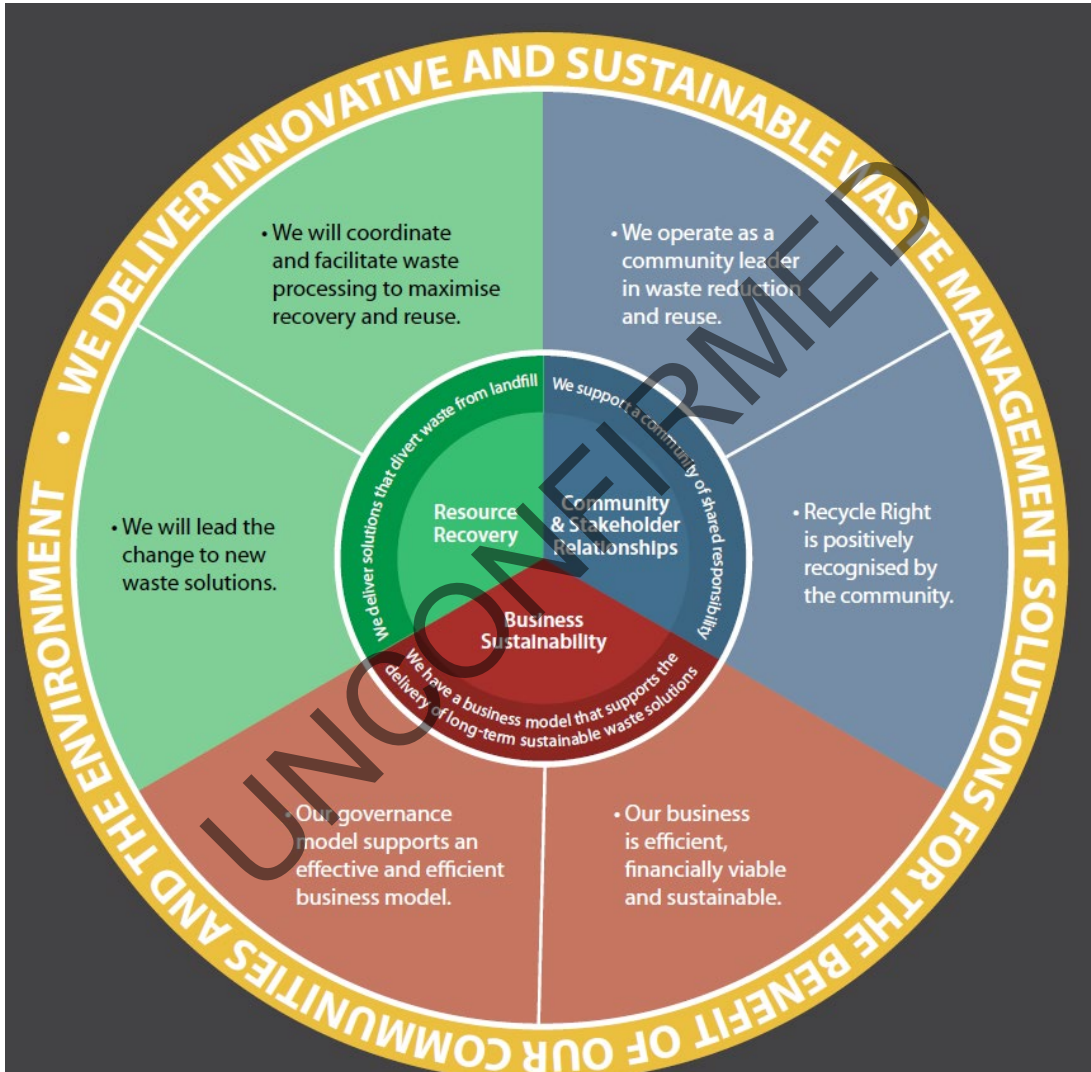 WE DELIVER INNOVATIVE AND SUSTAINABLE WASTE MANAGEMENT SOLUTIONS FOR THE BENEFIT OF OUR COMMUNITIES AND THE ENVIRONMENT •
• We will coordinate
and facilitate waste
processing to maximise
recovery and reuse.
• We operate as a
community leader
in waste reduction
and reuse.
We deliver solutions that divert waste from landfill
We support a community of shared responsibility
Resource
Recovery
Community
& Stakeholder
Relationships
• We will lead the
change to new
waste solutions.
• Recycle Right
is positively
recognised by
the community.
Business
Sustainability
We have a business model that supports the
delivery of long-term sustainable waste solutions
• Our governance
model supports an
effective and efficient
business model.
• Our business
is efficient,
financially viable
and sustainable.
UNCONFIRMED